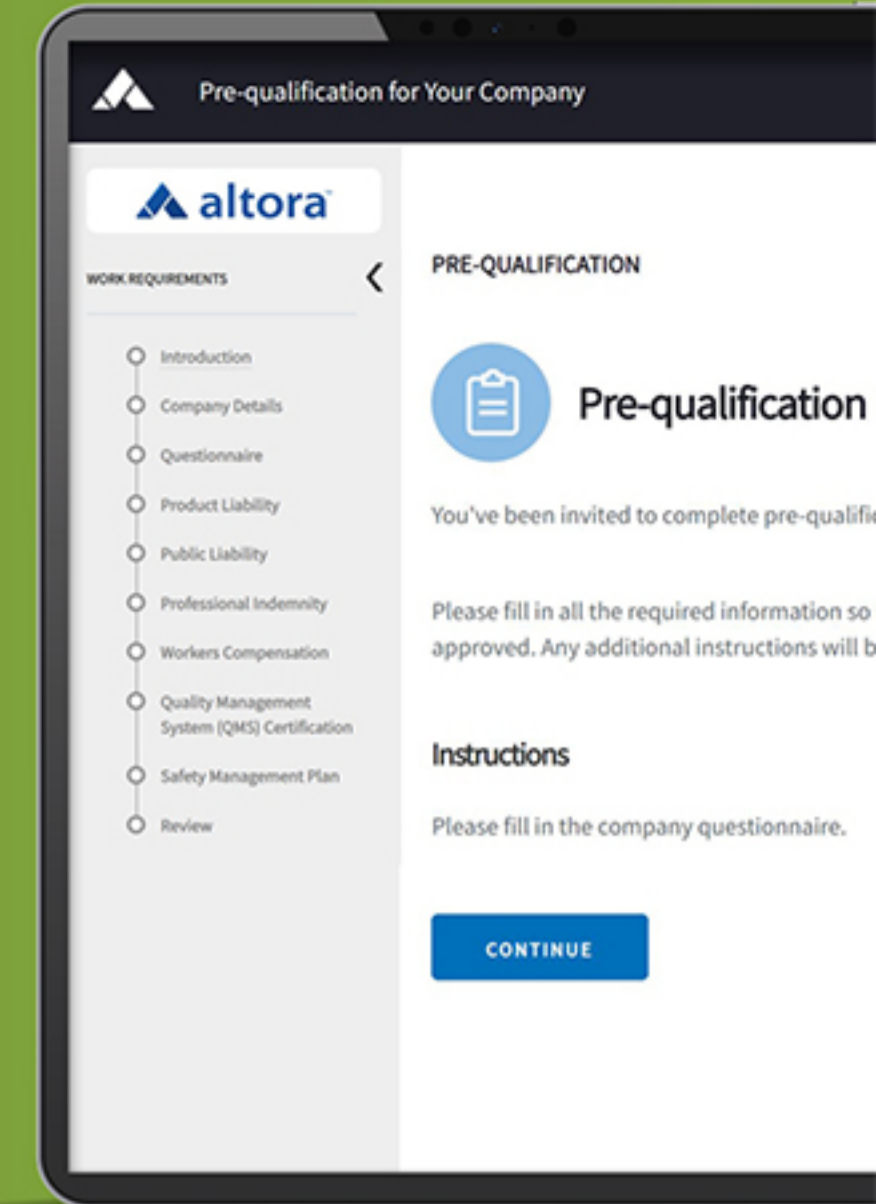 Pre-qualification for Your Company
altora
WORK REQUIREMENTS
Introduction
Company Details
Questionnaire
Product Liability
Public Liability
Professional Indemnity
Workers Compensation
Quality Management
System (QMS) Certification
Safety Management Plan
Review
PRE-QUALIFICATION
Pre-qualification
You've been invited to complete
Please fill in all the required information so
approved. Any additional instructions will
Instructions
Please fill in the company questionnaire.
CONTINUE